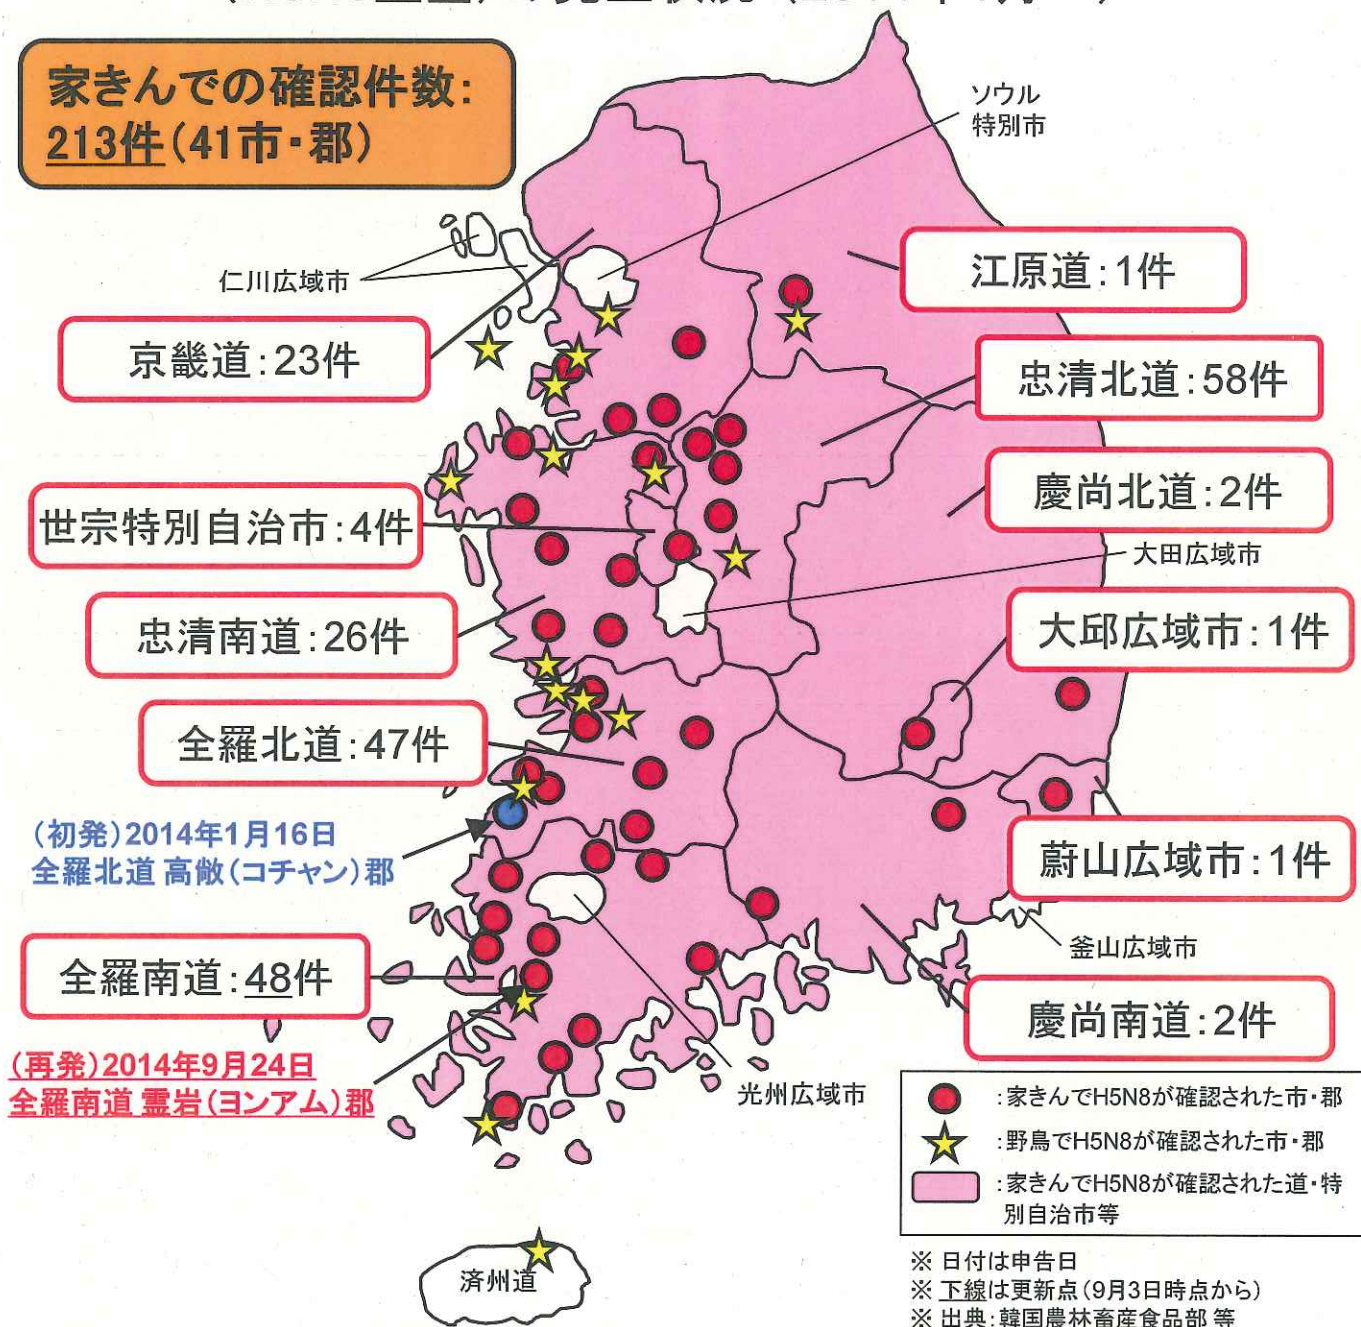 家きんでの確認件数：
213件(41市・郡)
ソウル
特別市
仁川広域市
江原道：1件
京畿道：23件
忠清北道：58件
慶尚北道：2件
世宗特別自治市：4件
大田広域市
忠清南道：26件
大邱広域市：1件
全羅北道：47件
(初発)2014年1月16日
全羅北道 高敞(コチャン)郡
蔚山広域市：1件
釜山広域市
全羅南道：48件
慶尚南道：2件
(再発)2014年9月24日
全羅南道 霊岩(ヨンアム)郡
光州広域市
：家きんでH5N8が確認された市・郡
：野鳥でH5N8が確認された市・郡
：家きんでH5N8が確認された道・特
別自治市等
済州道
※ 日付は申告日
※ 下線は更新点(9月3日時点から)
※ 出典：韓国農林畜産食品部 等